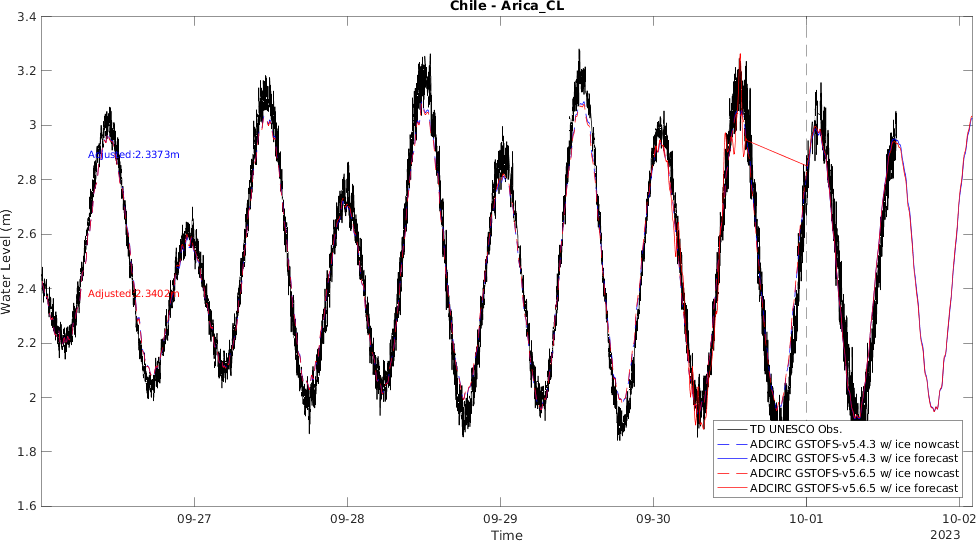 Chile - Arica_CL
3.4
3.2
3
2.8
2.6
2.4
2.2
2
1.8
1.6
Water Level (m)
Adjusted:2.3373m
Adjusted:2.3402m
TD UNESCO Obs.
ADCIRC GSTOFS-v5.4.3 w/ ice nowcast
ADCIRC GSTOFS-v5.4.3 w/ ice forecast
ADCIRC GSTOFS-v5.6.5 w/ ice nowcast
ADCIRC GSTOFS-v5.6.5 w/ ice forecast
09-27 09-28 09-29 09-30 10-01 10-02
Time
2023